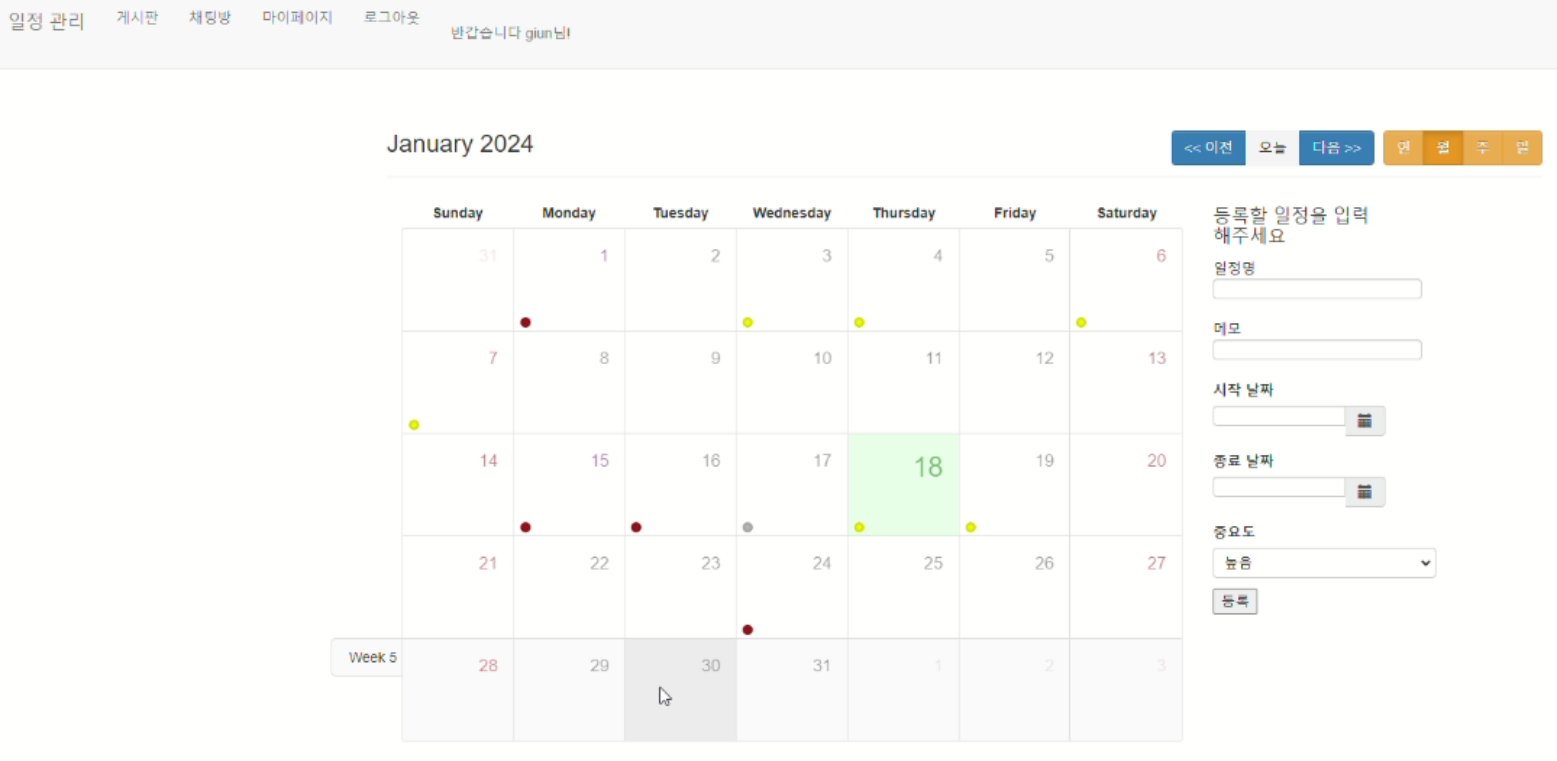 일정 관리 게시판 채팅방 마이페이지 로그아웃
반갑습니다 giun님!
January 2024
<< 이전 오늘 다음 >> 연 월 주 일
Sunday Monday Tuesday Wednesday Thursday Friday Saturday
31 1 2 3 4 5 6
7 8 9 10 11 12 13
14 15 16 17 18 19 20
21 22 23 24 25 26 27
Week 5 28 29 30 31 1 2 3
등록할 일정을 입력
해주세요
일정명
메모
시작 날짜
종료 날짜
중요도
높음
등록